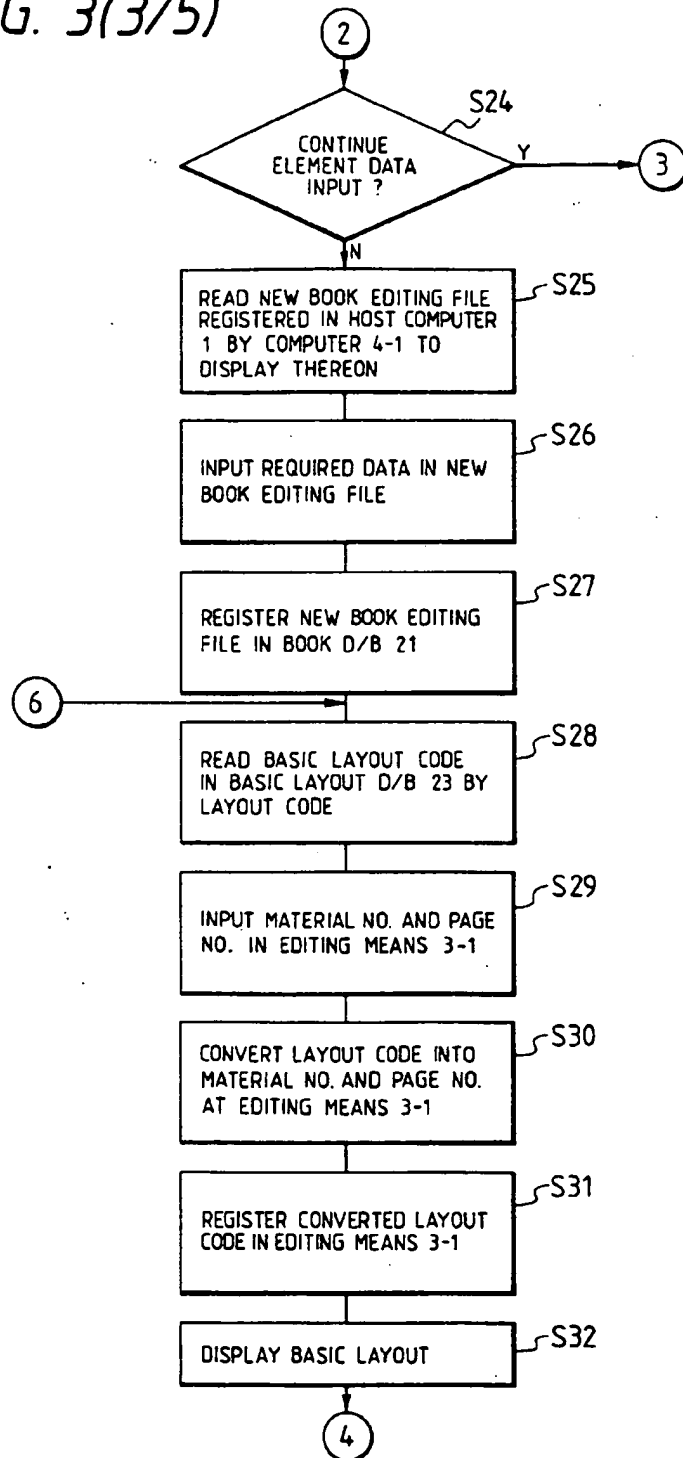 G. 3(3/5)
2
S24
CONTINUE
ELEMENT DATA
INPUT ?
Y
3
N
S25
READ NEW BOOK EDITING FILE
REGISTERED IN HOST COMPUTER
1 BY COMPUTER 4-1 TO
DISPLAY THEREON
S26
INPUT REQUIRED DATA IN NEW
BOOK EDITING FILE
S27
REGISTER NEW BOOK EDITING
FILE IN BOOK D/B 21
6
S28
READ BASIC LAYOUT CODE
IN BASIC LAYOUT D/B 23 BY
LAYOUT CODE
S29
INPUT MATERIAL NO. AND PAGE
NO. IN EDITING MEANS 3-1
S30
CONVERT LAYOUT CODE INTO
MATERIAL NO. AND PAGE NO.
AT EDITING MEANS 3-1
S31
REGISTER CONVERTED LAYOUT
CODE IN EDITING MEANS 3-1
S32
DISPLAY BASIC LAYOUT
4